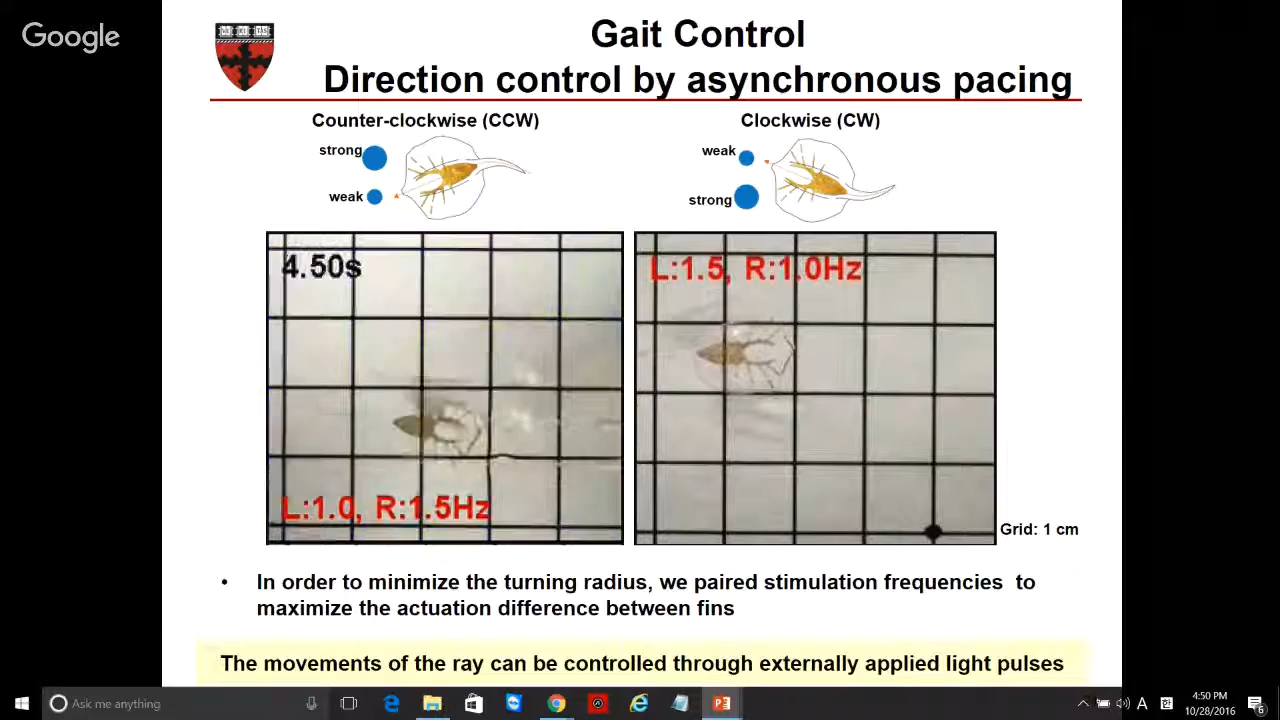 Google
Gait Control
Direction control by asynchronous pacing
Counter-clockwise (CCW)
Clockwise (CW)
strong
weak
weak
strong
4.50s
L:1.0, R:1.5Hz
L:1.5, R:1.0Hz
Grid: 1 cm
• In order to minimize the turning radius, we paired stimulation frequencies to
maximize the actuation difference between fins
The movements of the ray can be controlled through externally applied light pulses
Ask me anything
A
4:50 PM
10/28/2016
6